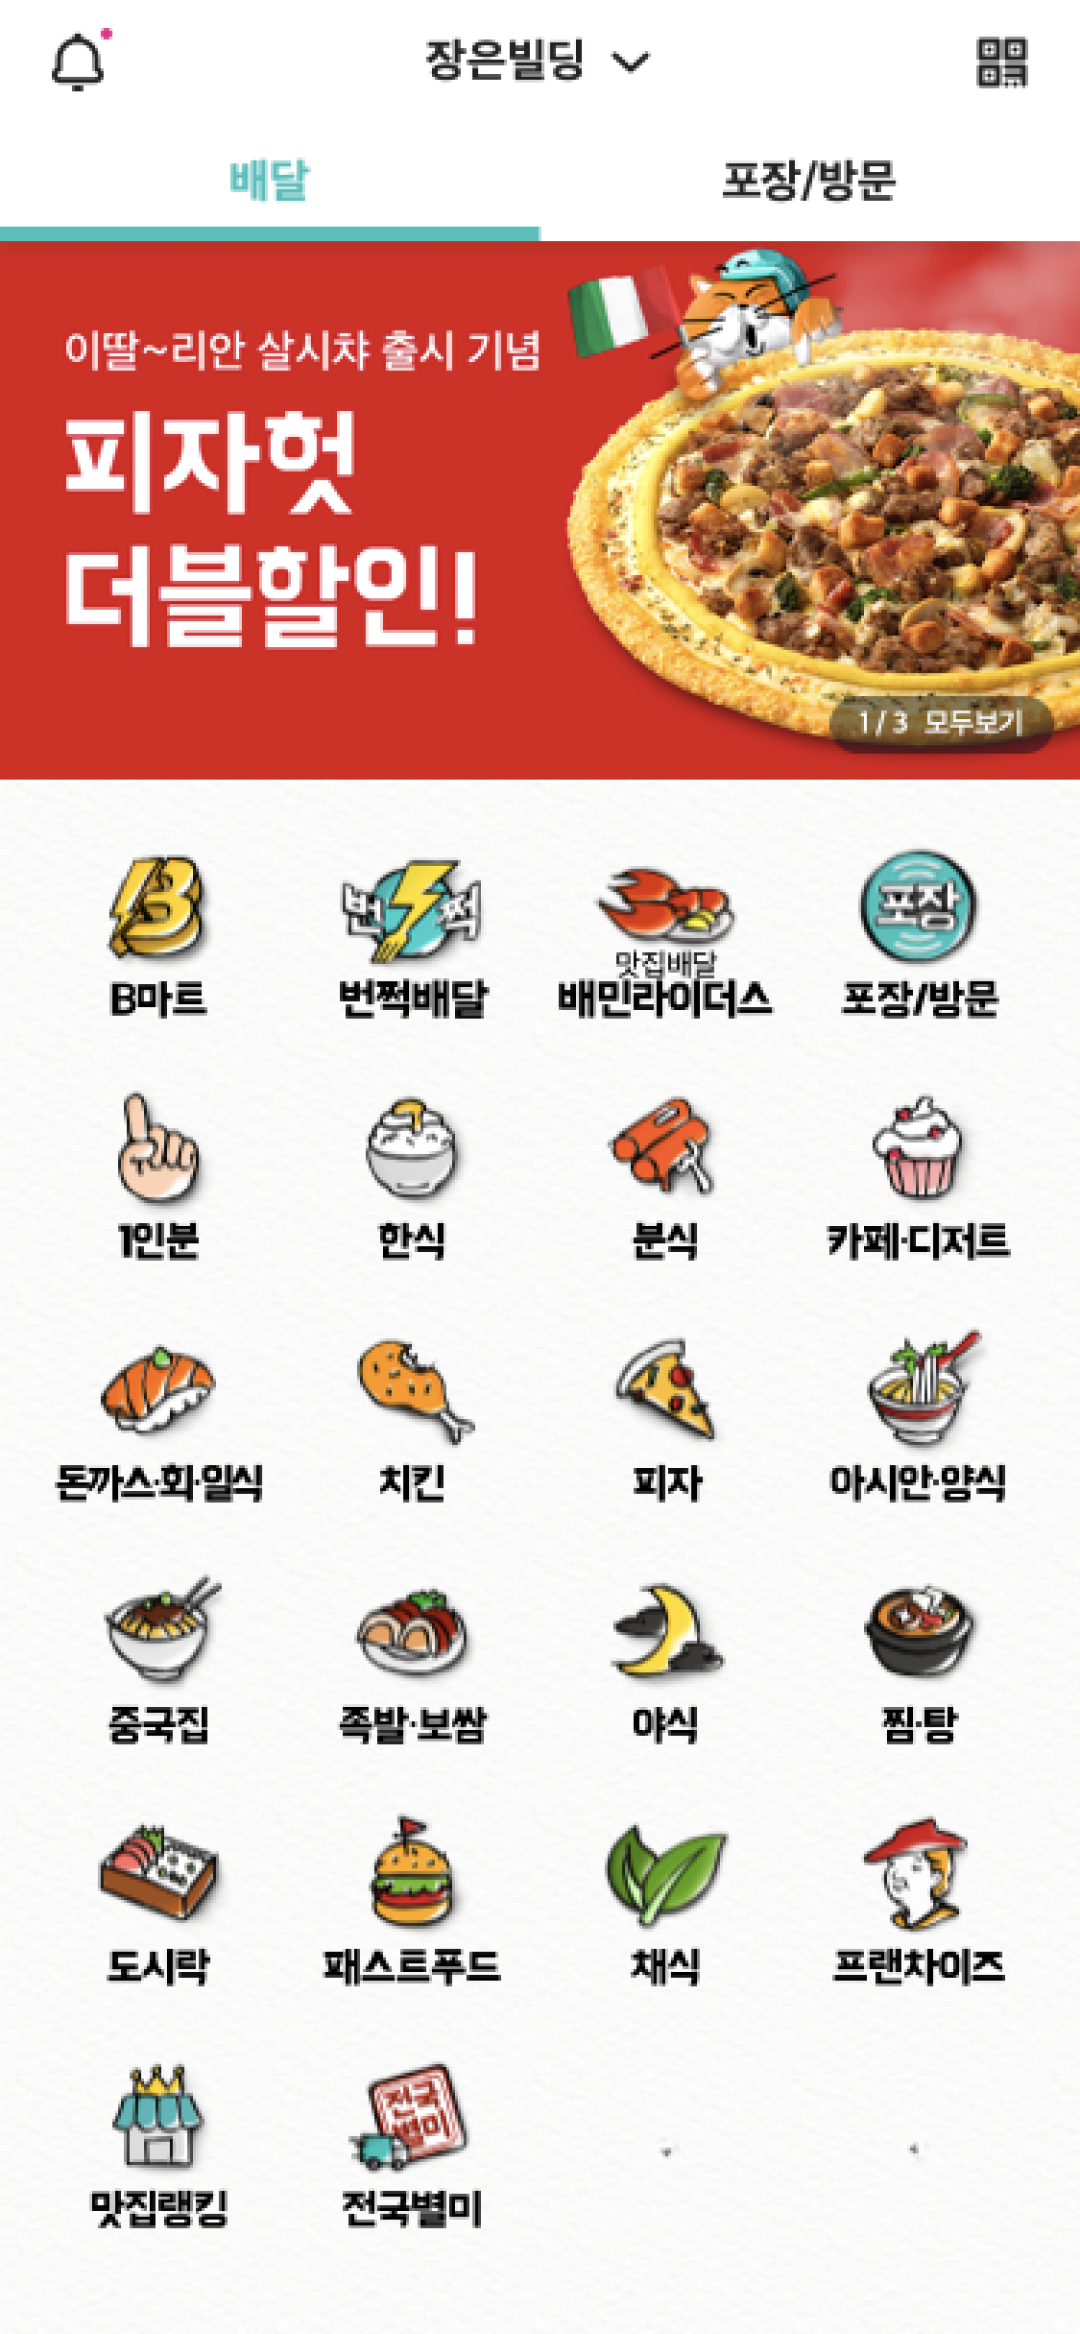 장은빌딩
배달 포장/방문
이딸~리안 살시챠 출시 기념
피자헛
더블할인!
1 / 3 모두보기
번쩍
포장
맛집배달
B마트 번쩍배달 배민라이더스 포장/방문
1인분 한식 분식 카페·디저트
돈까스·회·일식 치킨 피자 아시안·양식
중국집 족발·보쌈 야식 찜·탕
도시락 패스트푸드 채식 프랜차이즈
전국
별미
맛집랭킹 전국별미